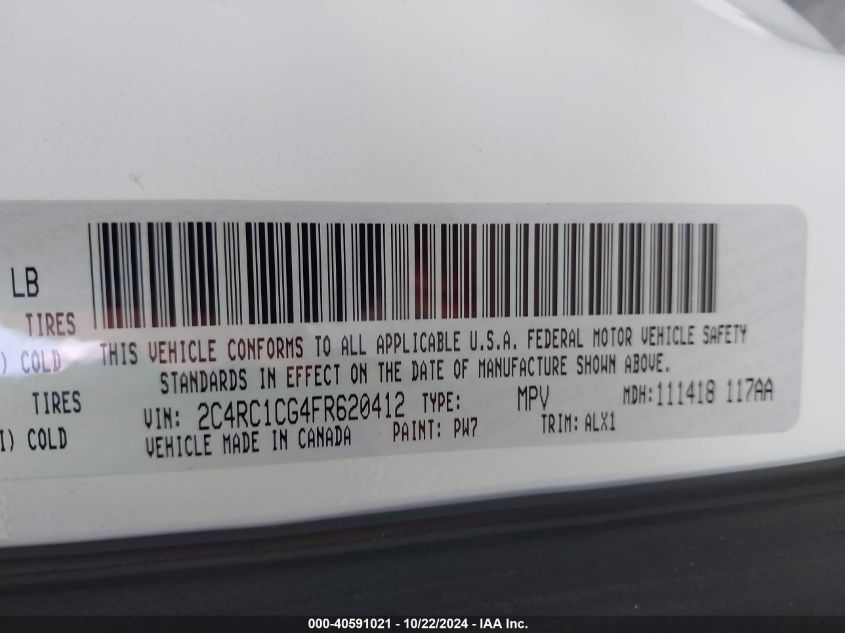 LB
TIRES
) COLD
TIRES
I) COLD
THIS VEHICLE CONFORMS TO ALL APPLICABLE U.S.A. FEDERAL MOTOR VEHICLE SAFETY
STANDARDS IN EFFECT ON THE DATE OF MANUFACTURE SHOWN ABOVE.
VIN: 2C4RC1CG4FR620412 TYPE: MPV MDH:111418 117AA
VEHICLE MADE IN CANADA PAINT: PW7 TRIM: ALX1
000-40591021 - 10/22/2024 - IAA Inc.